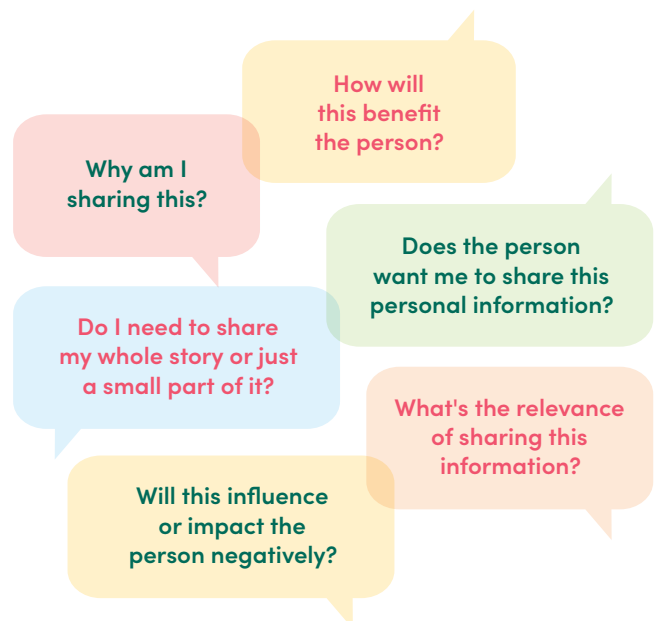 How will
this benefit
the person?
Why am I
sharing this?
Does the person
want me to share this
personal information?
Do I need to share
my whole story or just
a small part of it?
What's the relevance
of sharing this
information?
Will this influence
or impact the
person negatively?